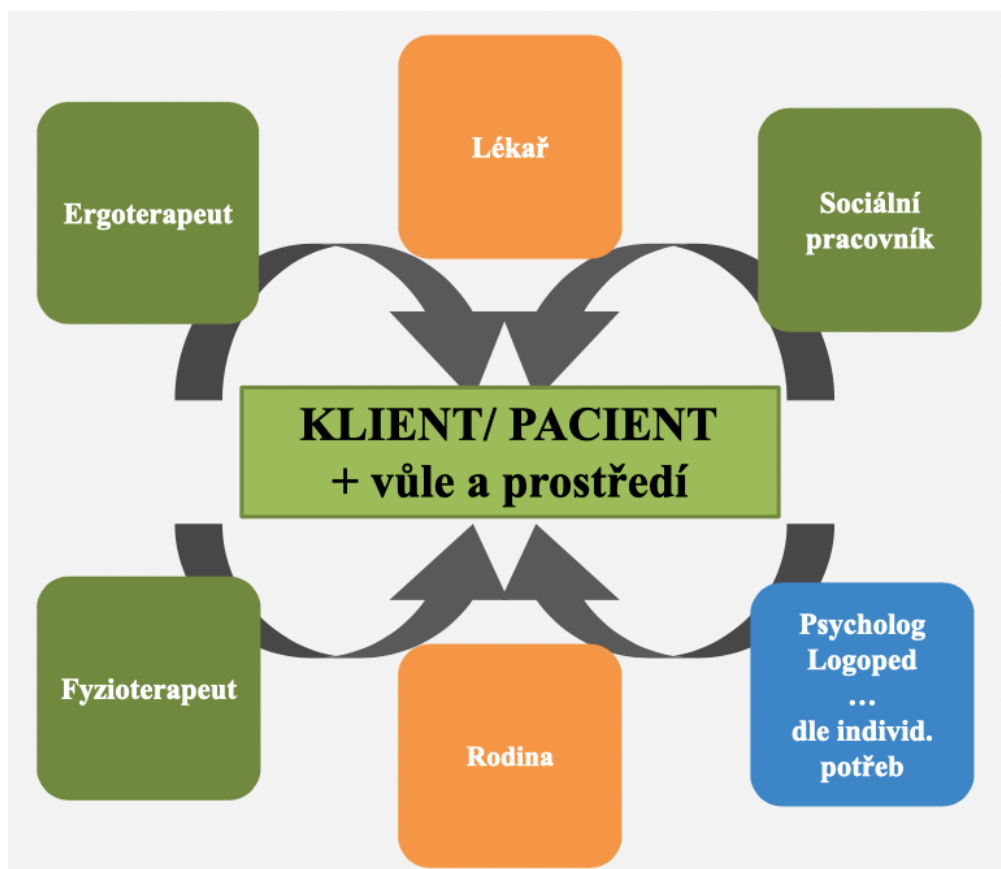 Lékař
Ergoterapeut
Sociální
pracovník
KLIENT/ PACIENT
+ vůle a prostředí
Fyzioterapeut
Rodina
Psycholog
Logoped
…
dle individ.
potřeb